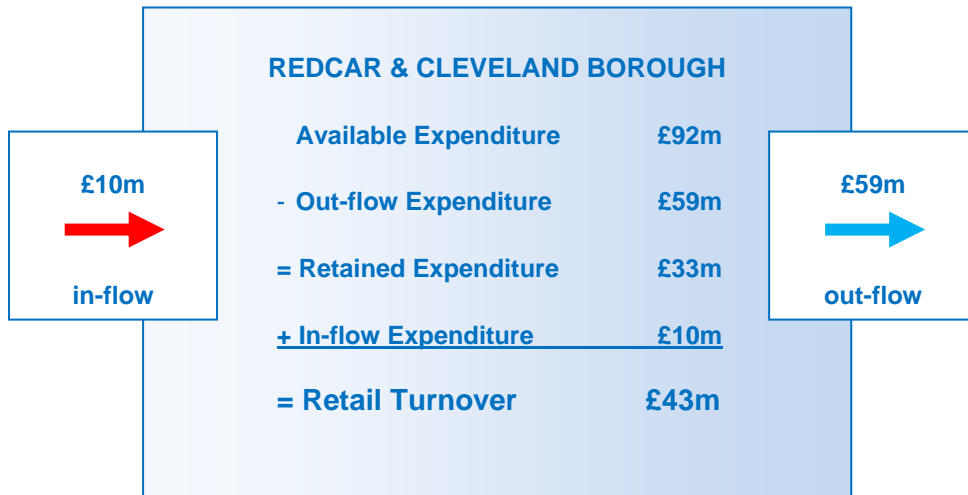 REDCAR & CLEVELAND BOROUGH
Available Expenditure £92m
- Out-flow Expenditure £59m
= Retained Expenditure £33m
+ In-flow Expenditure £10m
= Retail Turnover £43m
£10m
in-flow
£59m
out-flow